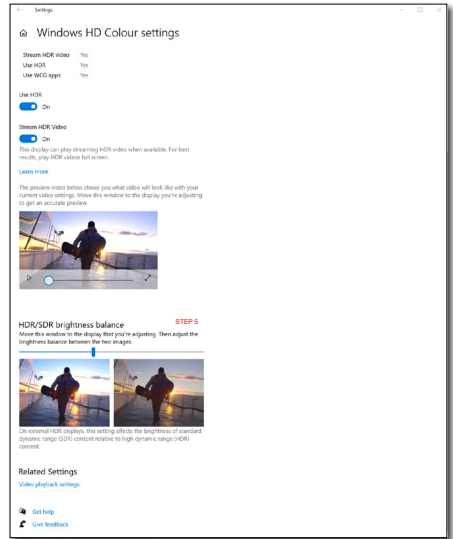 Settings
Windows HD Colour settings
Stream HDR video Yes
Use HDR Yes
Use WCG apps Yes
Use HDR
On
Stream HDR Video
On
This display can play streaming HDR video when available. For best
results, play HDR videos full screen.
Learn more
The preview video below shows you what video will look like with your
current video settings. Move this window to the display you're adjusting
to get an accurate preview.
HDR/SDR brightness balance STEP 5
Move this window to the display that you're adjusting. Then adjust the
brightness balance between the two images.
On external HDR displays, this setting affects the brightness of standard
dynamic range (SDR) content relative to high dynamic range (HDR)
content.
Related Settings
Video playback settings
Get help
Give feedback